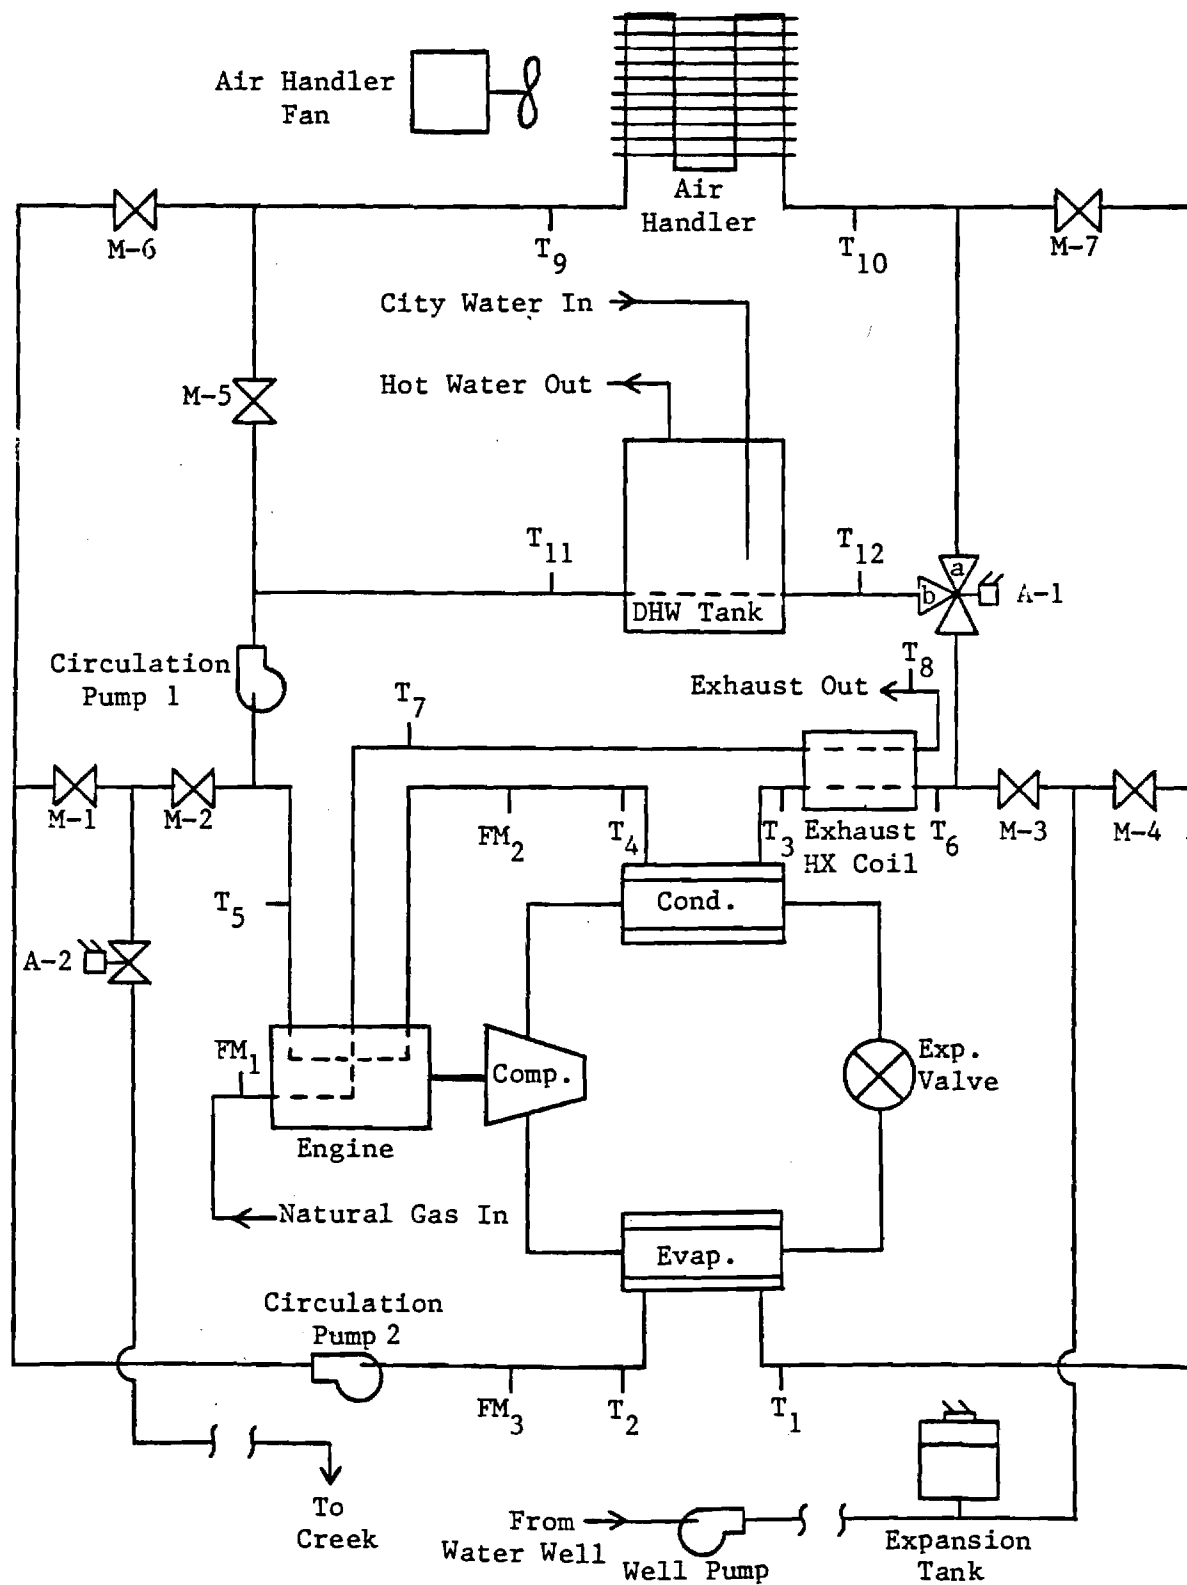 Air Handler
Fan
Air
Handler
M-6
T9
T10
M-7
City Water In
Hot Water Out
M-5
T11
T12
a
b
A-1
DHW Tank
Circulation
Pump 1
T8
Exhaust Out
T7
M-1
M-2
FM2
T4
T3
Exhaust
HX Coil
T6
M-3
M-4
T5
Cond.
A-2
FM1
Comp.
Exp.
Valve
Engine
Natural Gas In
Evap.
Circulation
Pump 2
FM3
T2
T1
To
Creek
From
Water Well
Well Pump
Expansion
Tank